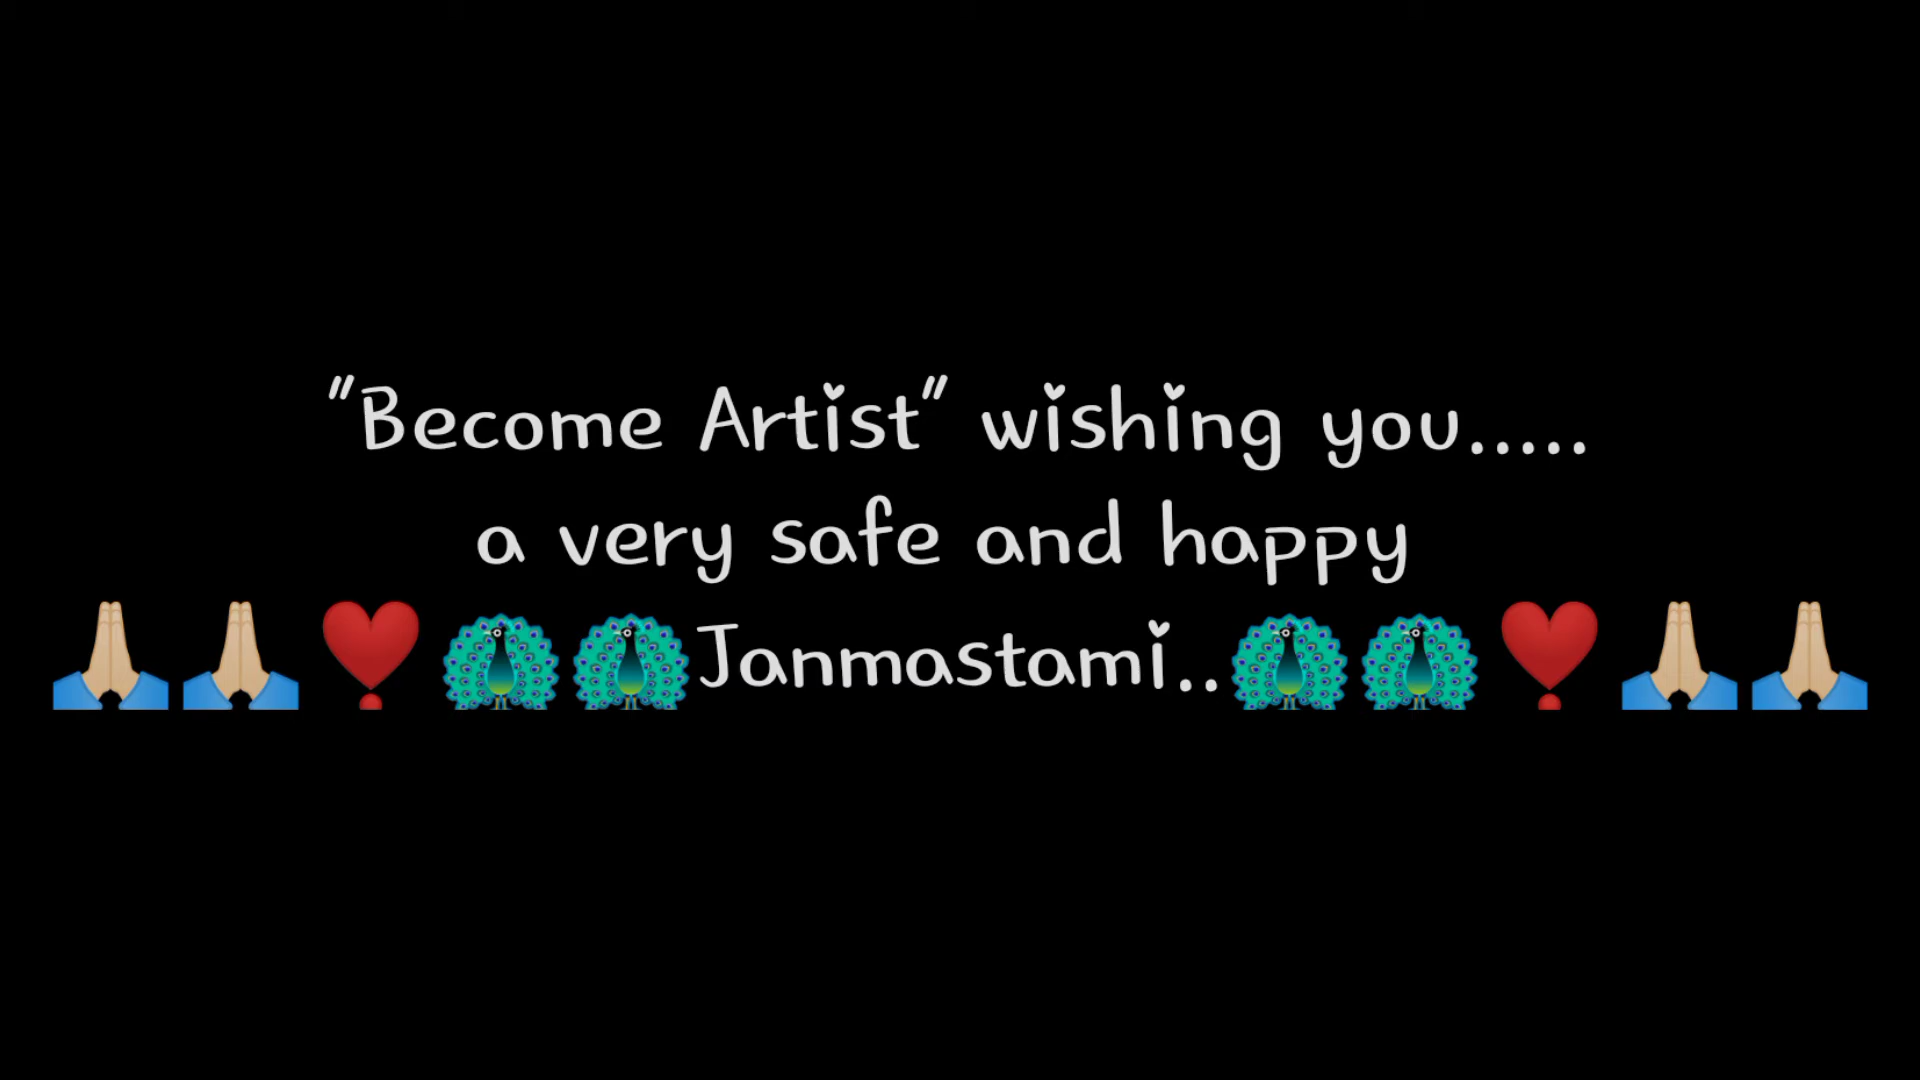 "Become Artist" wishing you.....
a very safe and happy
🙏🏼🙏🏼❣️🦚🦚Janmastami..🦚🦚❣️🙏🏼🙏🏼